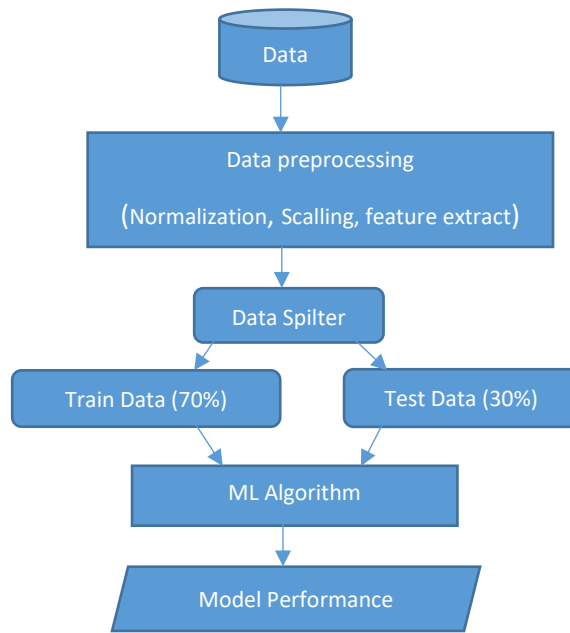 Data
Data preprocessing
(Normalization, Scalling, feature extract)
Data Spilter
Train Data (70%)
Test Data (30%)
ML Algorithm
Model Performance